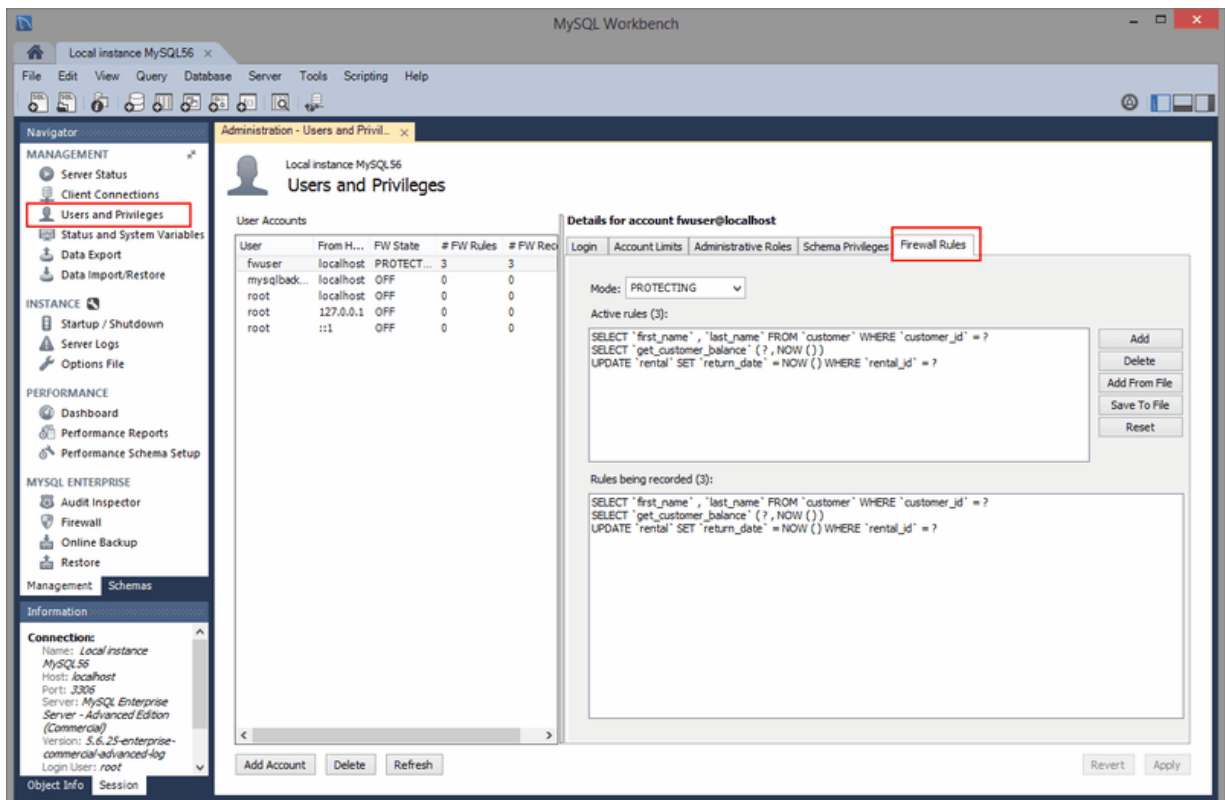 MySQL Workbench
Local instance MySQL56
File Edit View Query Database Server Tools Scripting Help
Navigator
MANAGEMENT
Server Status
Client Connections
Users and Privileges
Status and System Variables
Data Export
Data Import/Restore
INSTANCE
Startup / Shutdown
Server Logs
Options File
PERFORMANCE
Dashboard
Performance Reports
Performance Schema Setup
MYSQL ENTERPRISE
Audit Inspector
Firewall
Online Backup
Restore
Management Schemas
Information
Connection:
Name: Local instance
MySQL56
Host: localhost
Port: 3306
Server: MySQL Enterprise
Server - Advanced Edition
(Commercial)
Version: 5.6.25-enterprise-
commercial-advanced-log
Login User: root
Object Info Session
Administration - Users and Privil...
Local instance MySQL56
Users and Privileges
User Accounts
User From H... FW State # FW Rules # FW Reco
fwuser localhost PROTECT... 3 3
mysqlback... localhost OFF 0 0
root localhost OFF 0 0
root 127.0.0.1 OFF 0 0
root ::1 OFF 0 0
Add Account Delete Refresh
Details for account fwuser@localhost
Login Account Limits Administrative Roles Schema Privileges Firewall Rules
Mode: PROTECTING
Active rules (3):
SELECT `first_name` , `last_name` FROM `customer` WHERE `customer_id` = ?
SELECT `get_customer_balance` ( ? , NOW ( ) )
UPDATE `rental` SET `return_date` = NOW ( ) WHERE `rental_id` = ?
Add
Delete
Add From File
Save To File
Reset
Rules being recorded (3):
SELECT `first_name` , `last_name` FROM `customer` WHERE `customer_id` = ?
SELECT `get_customer_balance` ( ? , NOW ( ) )
UPDATE `rental` SET `return_date` = NOW ( ) WHERE `rental_id` = ?
Revert Apply